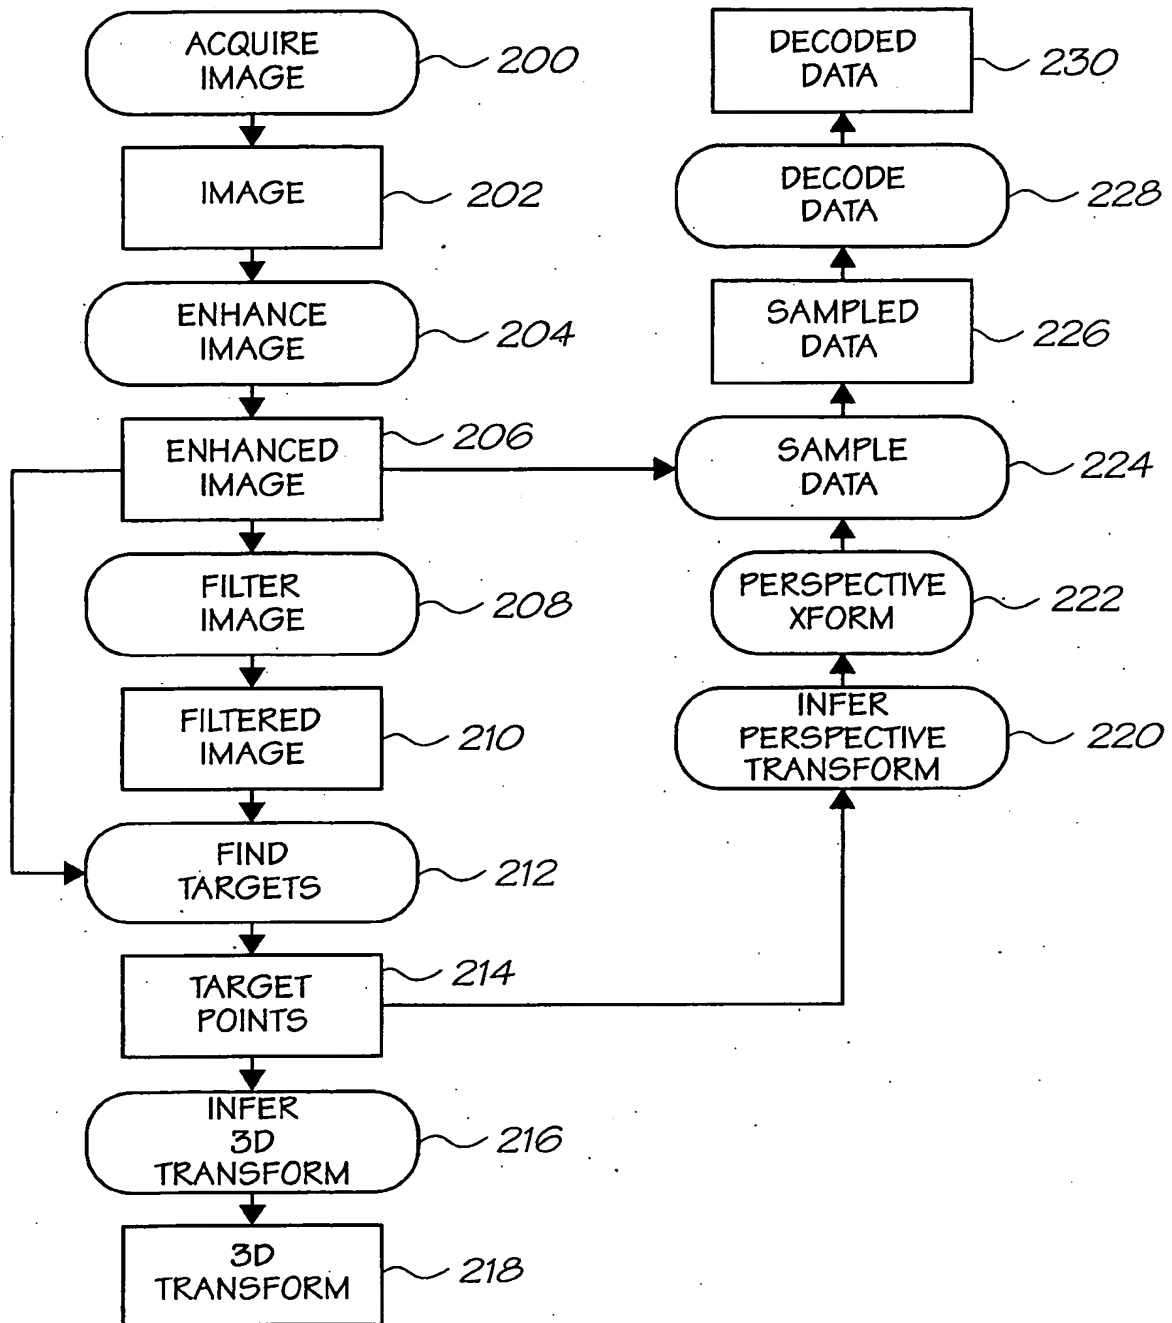 ACQUIRE
IMAGE
200
IMAGE
202
ENHANCE
IMAGE
204
ENHANCED
IMAGE
206
FILTER
IMAGE
208
FILTERED
IMAGE
210
FIND
TARGETS
212
TARGET
POINTS
214
INFER
3D
TRANSFORM
216
3D
TRANSFORM
218
DECODED
DATA
230
DECODE
DATA
228
SAMPLED
DATA
226
SAMPLE
DATA
224
PERSPECTIVE
XFORM
222
INFER
PERSPECTIVE
TRANSFORM
220